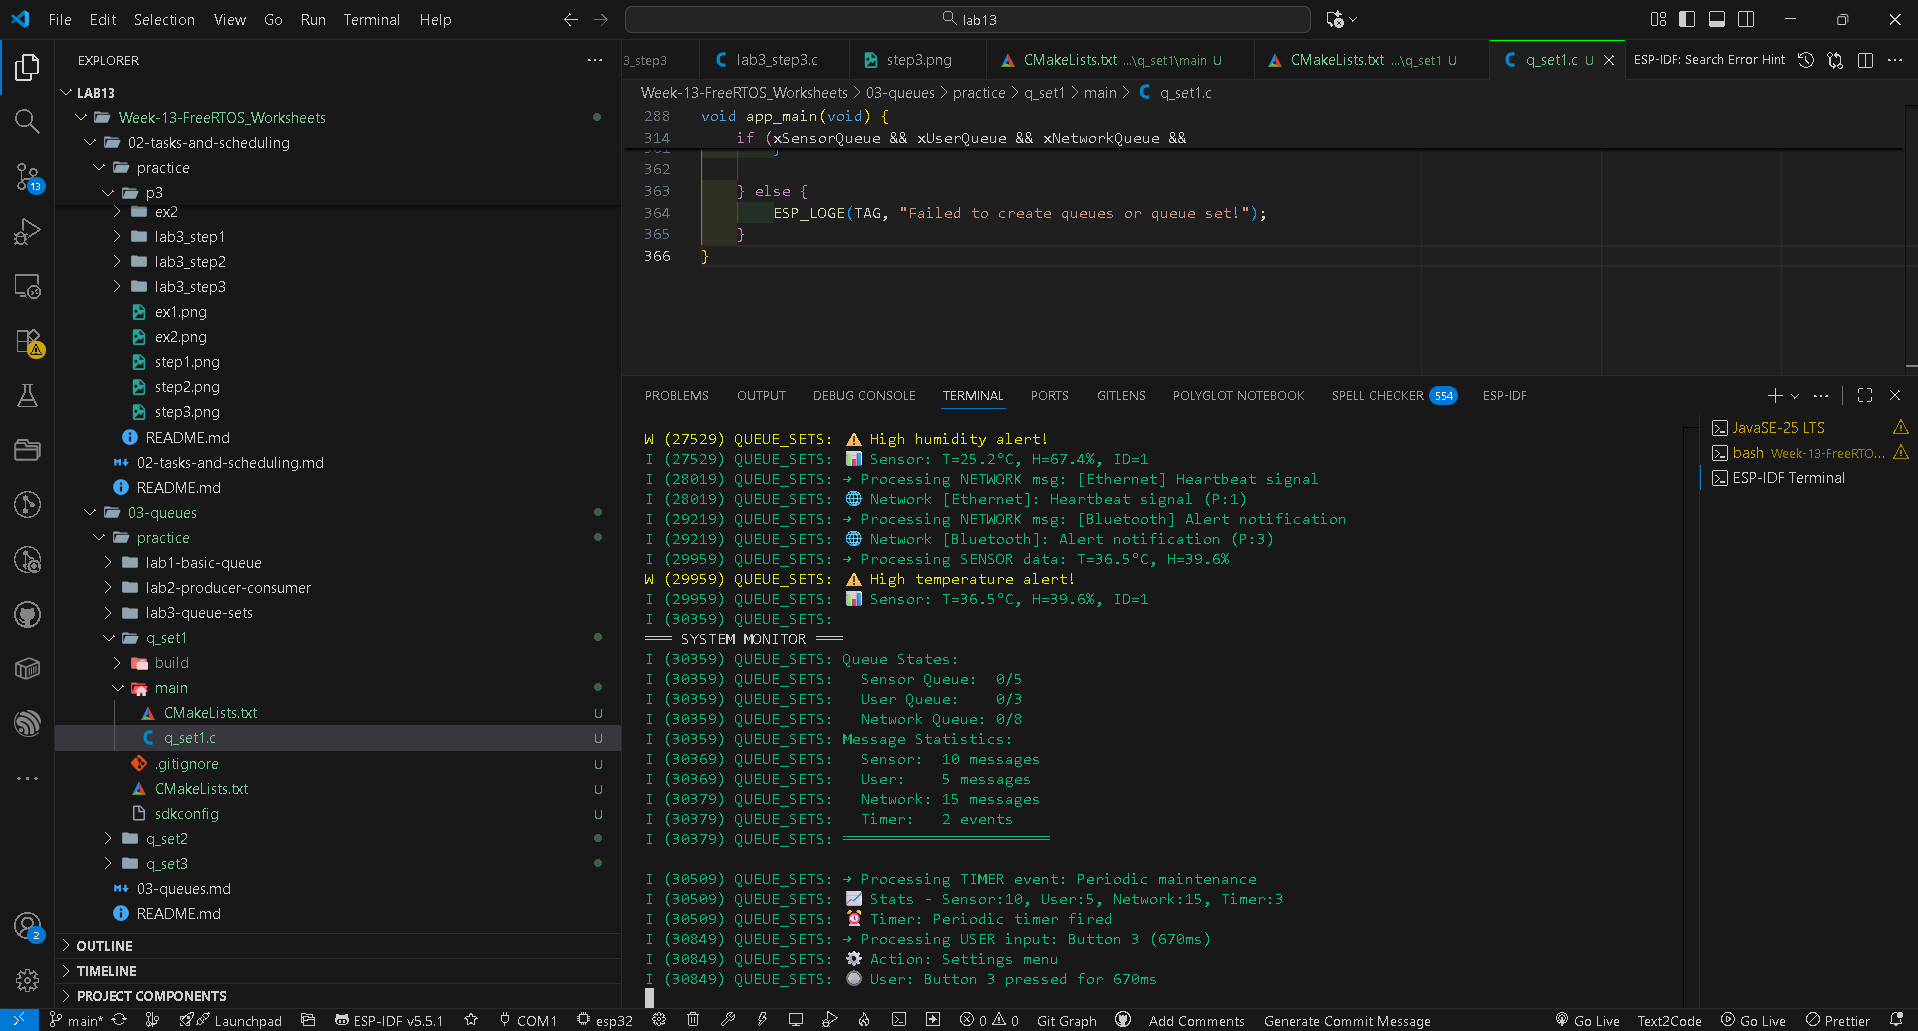 File Edit Selection View Go Run Terminal Help
lab13
EXPLORER
LAB13
Week-13-FreeRTOS_Worksheets
02-tasks-and-scheduling
practice
p3
ex2
lab3_step1
lab3_step2
lab3_step3
ex1.png
ex2.png
step1.png
step2.png
step3.png
README.md
02-tasks-and-scheduling.md
README.md
03-queues
practice
lab1-basic-queue
lab2-producer-consumer
lab3-queue-sets
q_set1
build
main
CMakeLists.txt U
q_set1.c U
.gitignore U
CMakeLists.txt U
sdkconfig U
q_set2
q_set3
03-queues.md
README.md
OUTLINE
TIMELINE
PROJECT COMPONENTS
13
2
3_step3 lab3_step3.c step3.png CMakeLists.txt ...\q_set1\main U CMakeLists.txt ...\q_set1 U q_set1.c U ESP-IDF: Search Error Hint
Week-13-FreeRTOS_Worksheets > 03-queues > practice > q_set1 > main > q_set1.c
288 void app_main(void) {
314 if (xSensorQueue && xUserQueue && xNetworkQueue &&
361 }
362
363 } else {
364 ESP_LOGE(TAG, "Failed to create queues or queue set!");
365 }
366 }
PROBLEMS OUTPUT DEBUG CONSOLE TERMINAL PORTS GITLENS POLYGLOT NOTEBOOK SPELL CHECKER 554 ESP-IDF
W (27529) QUEUE_SETS: ⚠️ High humidity alert!
I (27529) QUEUE_SETS: 📊 Sensor: T=25.2°C, H=67.4%, ID=1
I (28019) QUEUE_SETS: → Processing NETWORK msg: [Ethernet] Heartbeat signal
I (28019) QUEUE_SETS: 🌐 Network [Ethernet]: Heartbeat signal (P:1)
I (29219) QUEUE_SETS: → Processing NETWORK msg: [Bluetooth] Alert notification
I (29219) QUEUE_SETS: 🌐 Network [Bluetooth]: Alert notification (P:3)
I (29959) QUEUE_SETS: → Processing SENSOR data: T=36.5°C, H=39.6%
W (29959) QUEUE_SETS: ⚠️ High temperature alert!
I (29959) QUEUE_SETS: 📊 Sensor: T=36.5°C, H=39.6%, ID=1
I (30359) QUEUE_SETS:
═══ SYSTEM MONITOR ═══
I (30359) QUEUE_SETS: Queue States:
I (30359) QUEUE_SETS: Sensor Queue: 0/5
I (30359) QUEUE_SETS: User Queue: 0/3
I (30359) QUEUE_SETS: Network Queue: 0/8
I (30359) QUEUE_SETS: Message Statistics:
I (30369) QUEUE_SETS: Sensor: 10 messages
I (30369) QUEUE_SETS: User: 5 messages
I (30379) QUEUE_SETS: Network: 15 messages
I (30379) QUEUE_SETS: Timer: 2 events
I (30379) QUEUE_SETS: ═══════════════════════
I (30509) QUEUE_SETS: → Processing TIMER event: Periodic maintenance
I (30509) QUEUE_SETS: 📈 Stats - Sensor:10, User:5, Network:15, Timer:3
I (30509) QUEUE_SETS: ⏰ Timer: Periodic timer fired
I (30849) QUEUE_SETS: → Processing USER input: Button 3 (670ms)
I (30849) QUEUE_SETS: ⚙️ Action: Settings menu
I (30849) QUEUE_SETS: 🔘 User: Button 3 pressed for 670ms
JavaSE-25 LTS
bash Week-13-FreeRTO...
ESP-IDF Terminal
main* Launchpad ESP-IDF v5.5.1 COM1 esp32 0 0 Git Graph Add Comments Generate Commit Message Go Live Text2Code Go Live Prettier